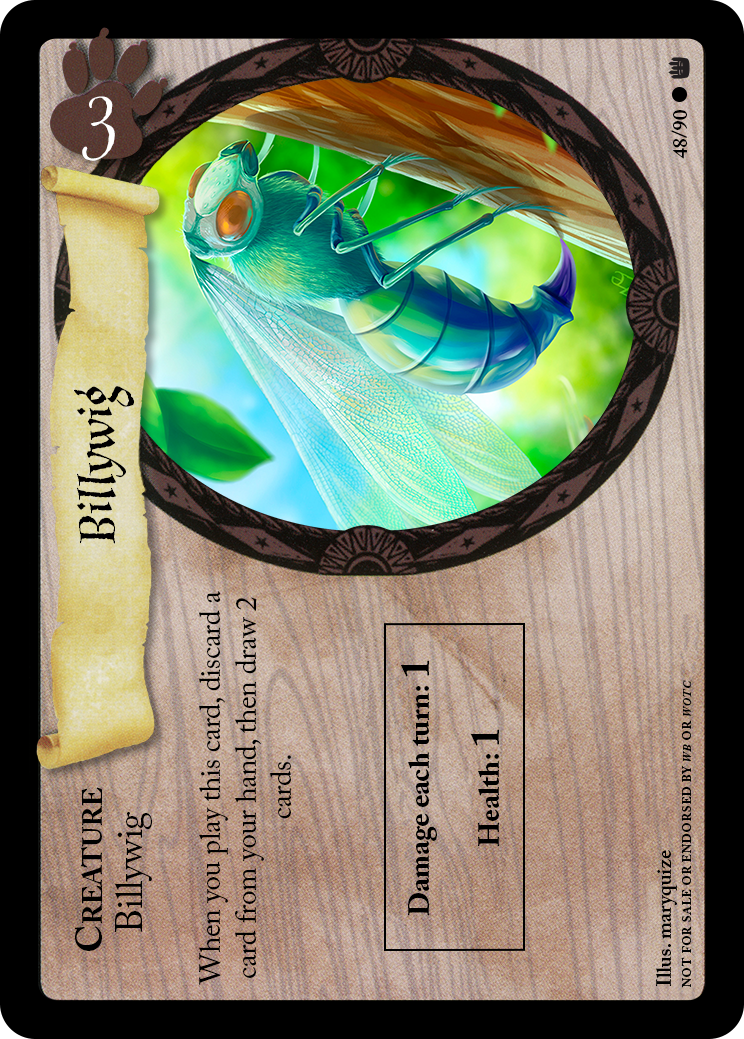 CREATURE
Billywig
Billywig
3
When you play this card, discard a
card from your hand, then draw 2
cards.
Damage each turn: 1
Health: 1
Illus. maryquize
NOT FOR SALE OR ENDORSED BY WB OR WOTC
48/90